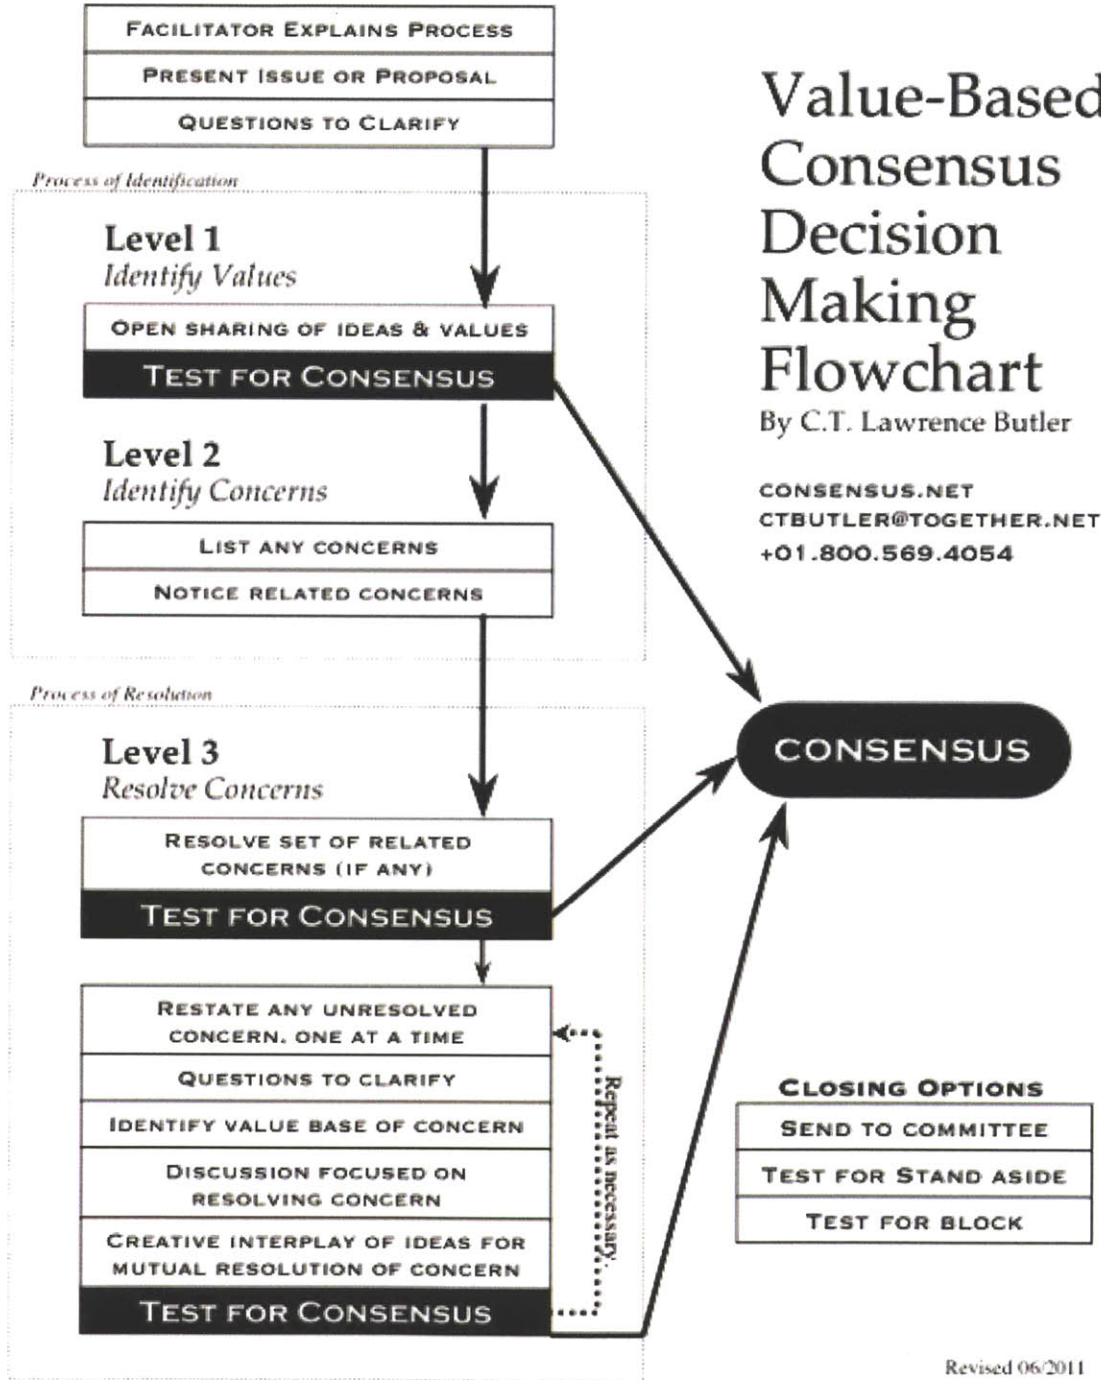 FACILITATOR EXPLAINS PROCESS
PRESENT ISSUE OR PROPOSAL
QUESTIONS TO CLARIFY
Value-Based
Consensus
Decision
Making
Flowchart
By C.T. Lawrence Butler
CONSENSUS.NET
CTBUTLER@TOGETHER.NET
+01.800.569.4054
Process of Identification
Level 1
Identify Values
OPEN SHARING OF IDEAS & VALUES
TEST FOR CONSENSUS
Level 2
Identify Concerns
LIST ANY CONCERNS
NOTICE RELATED CONCERNS
Process of Resolution
Level 3
Resolve Concerns
RESOLVE SET OF RELATED
CONCERNS (IF ANY)
TEST FOR CONSENSUS
RESTATE ANY UNRESOLVED
CONCERN, ONE AT A TIME
QUESTIONS TO CLARIFY
IDENTIFY VALUE BASE OF CONCERN
DISCUSSION FOCUSED ON
RESOLVING CONCERN
CREATIVE INTERPLAY OF IDEAS FOR
MUTUAL RESOLUTION OF CONCERN
TEST FOR CONSENSUS
Repeat as necessary.
CONSENSUS
CLOSING OPTIONS
SEND TO COMMITTEE
TEST FOR STAND ASIDE
TEST FOR BLOCK
Revised 06/2011